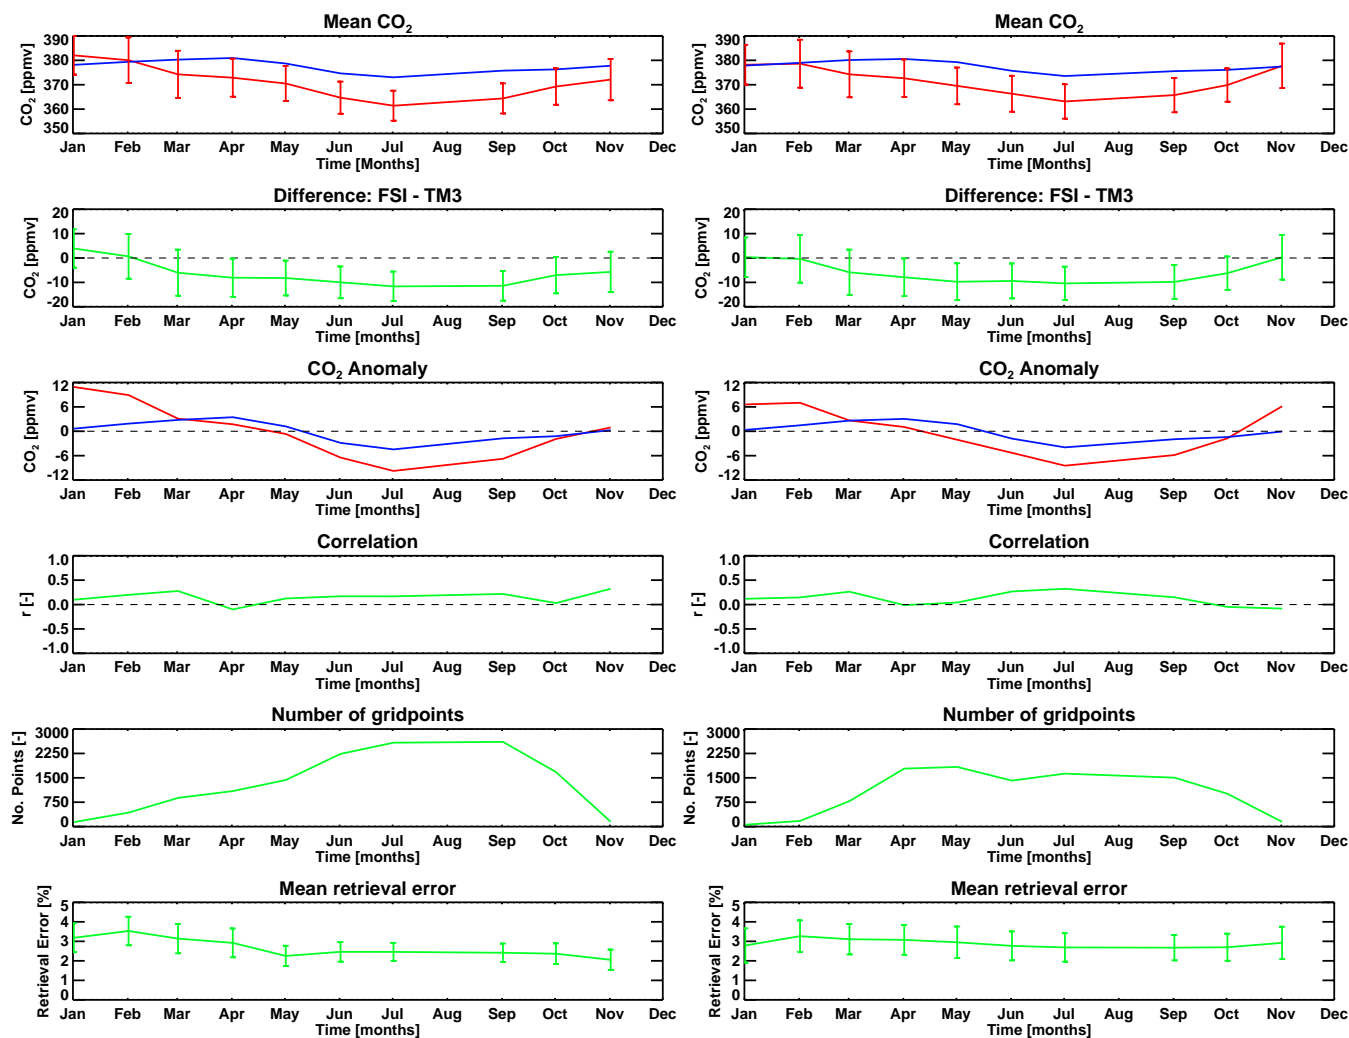 Mean CO₂
CO₂ [ppmv]
390
380
370
360
350
Jan Feb Mar Apr May Jun Jul Aug Sep Oct Nov Dec
Time [Months]
Mean CO₂
CO₂ [ppmv]
390
380
370
360
350
Jan Feb Mar Apr May Jun Jul Aug Sep Oct Nov Dec
Time [Months]
Difference: FSI - TM3
CO₂ [ppmv]
20
10
0
-10
-20
Jan Feb Mar Apr May Jun Jul Aug Sep Oct Nov Dec
Time [months]
Difference: FSI - TM3
CO₂ [ppmv]
20
10
0
-10
-20
Jan Feb Mar Apr May Jun Jul Aug Sep Oct Nov Dec
Time [months]
CO₂ Anomaly
CO₂ [ppmv]
12
6
0
-6
-12
Jan Feb Mar Apr May Jun Jul Aug Sep Oct Nov Dec
Time [months]
CO₂ Anomaly
CO₂ [ppmv]
12
6
0
-6
-12
Jan Feb Mar Apr May Jun Jul Aug Sep Oct Nov Dec
Time [months]
Correlation
r [-]
1.0
0.5
0.0
-0.5
-1.0
Jan Feb Mar Apr May Jun Jul Aug Sep Oct Nov Dec
Time [months]
Correlation
r [-]
1.0
0.5
0.0
-0.5
-1.0
Jan Feb Mar Apr May Jun Jul Aug Sep Oct Nov Dec
Time [months]
Number of gridpoints
No. Points [-]
3000
2250
1500
750
0
Jan Feb Mar Apr May Jun Jul Aug Sep Oct Nov Dec
Time [months]
Number of gridpoints
No. Points [-]
3000
2250
1500
750
0
Jan Feb Mar Apr May Jun Jul Aug Sep Oct Nov Dec
Time [months]
Mean retrieval error
Retrieval Error [%]
5
4
3
2
1
0
Jan Feb Mar Apr May Jun Jul Aug Sep Oct Nov Dec
Time [months]
Mean retrieval error
Retrieval Error [%]
5
4
3
2
1
0
Jan Feb Mar Apr May Jun Jul Aug Sep Oct Nov Dec
Time [months]